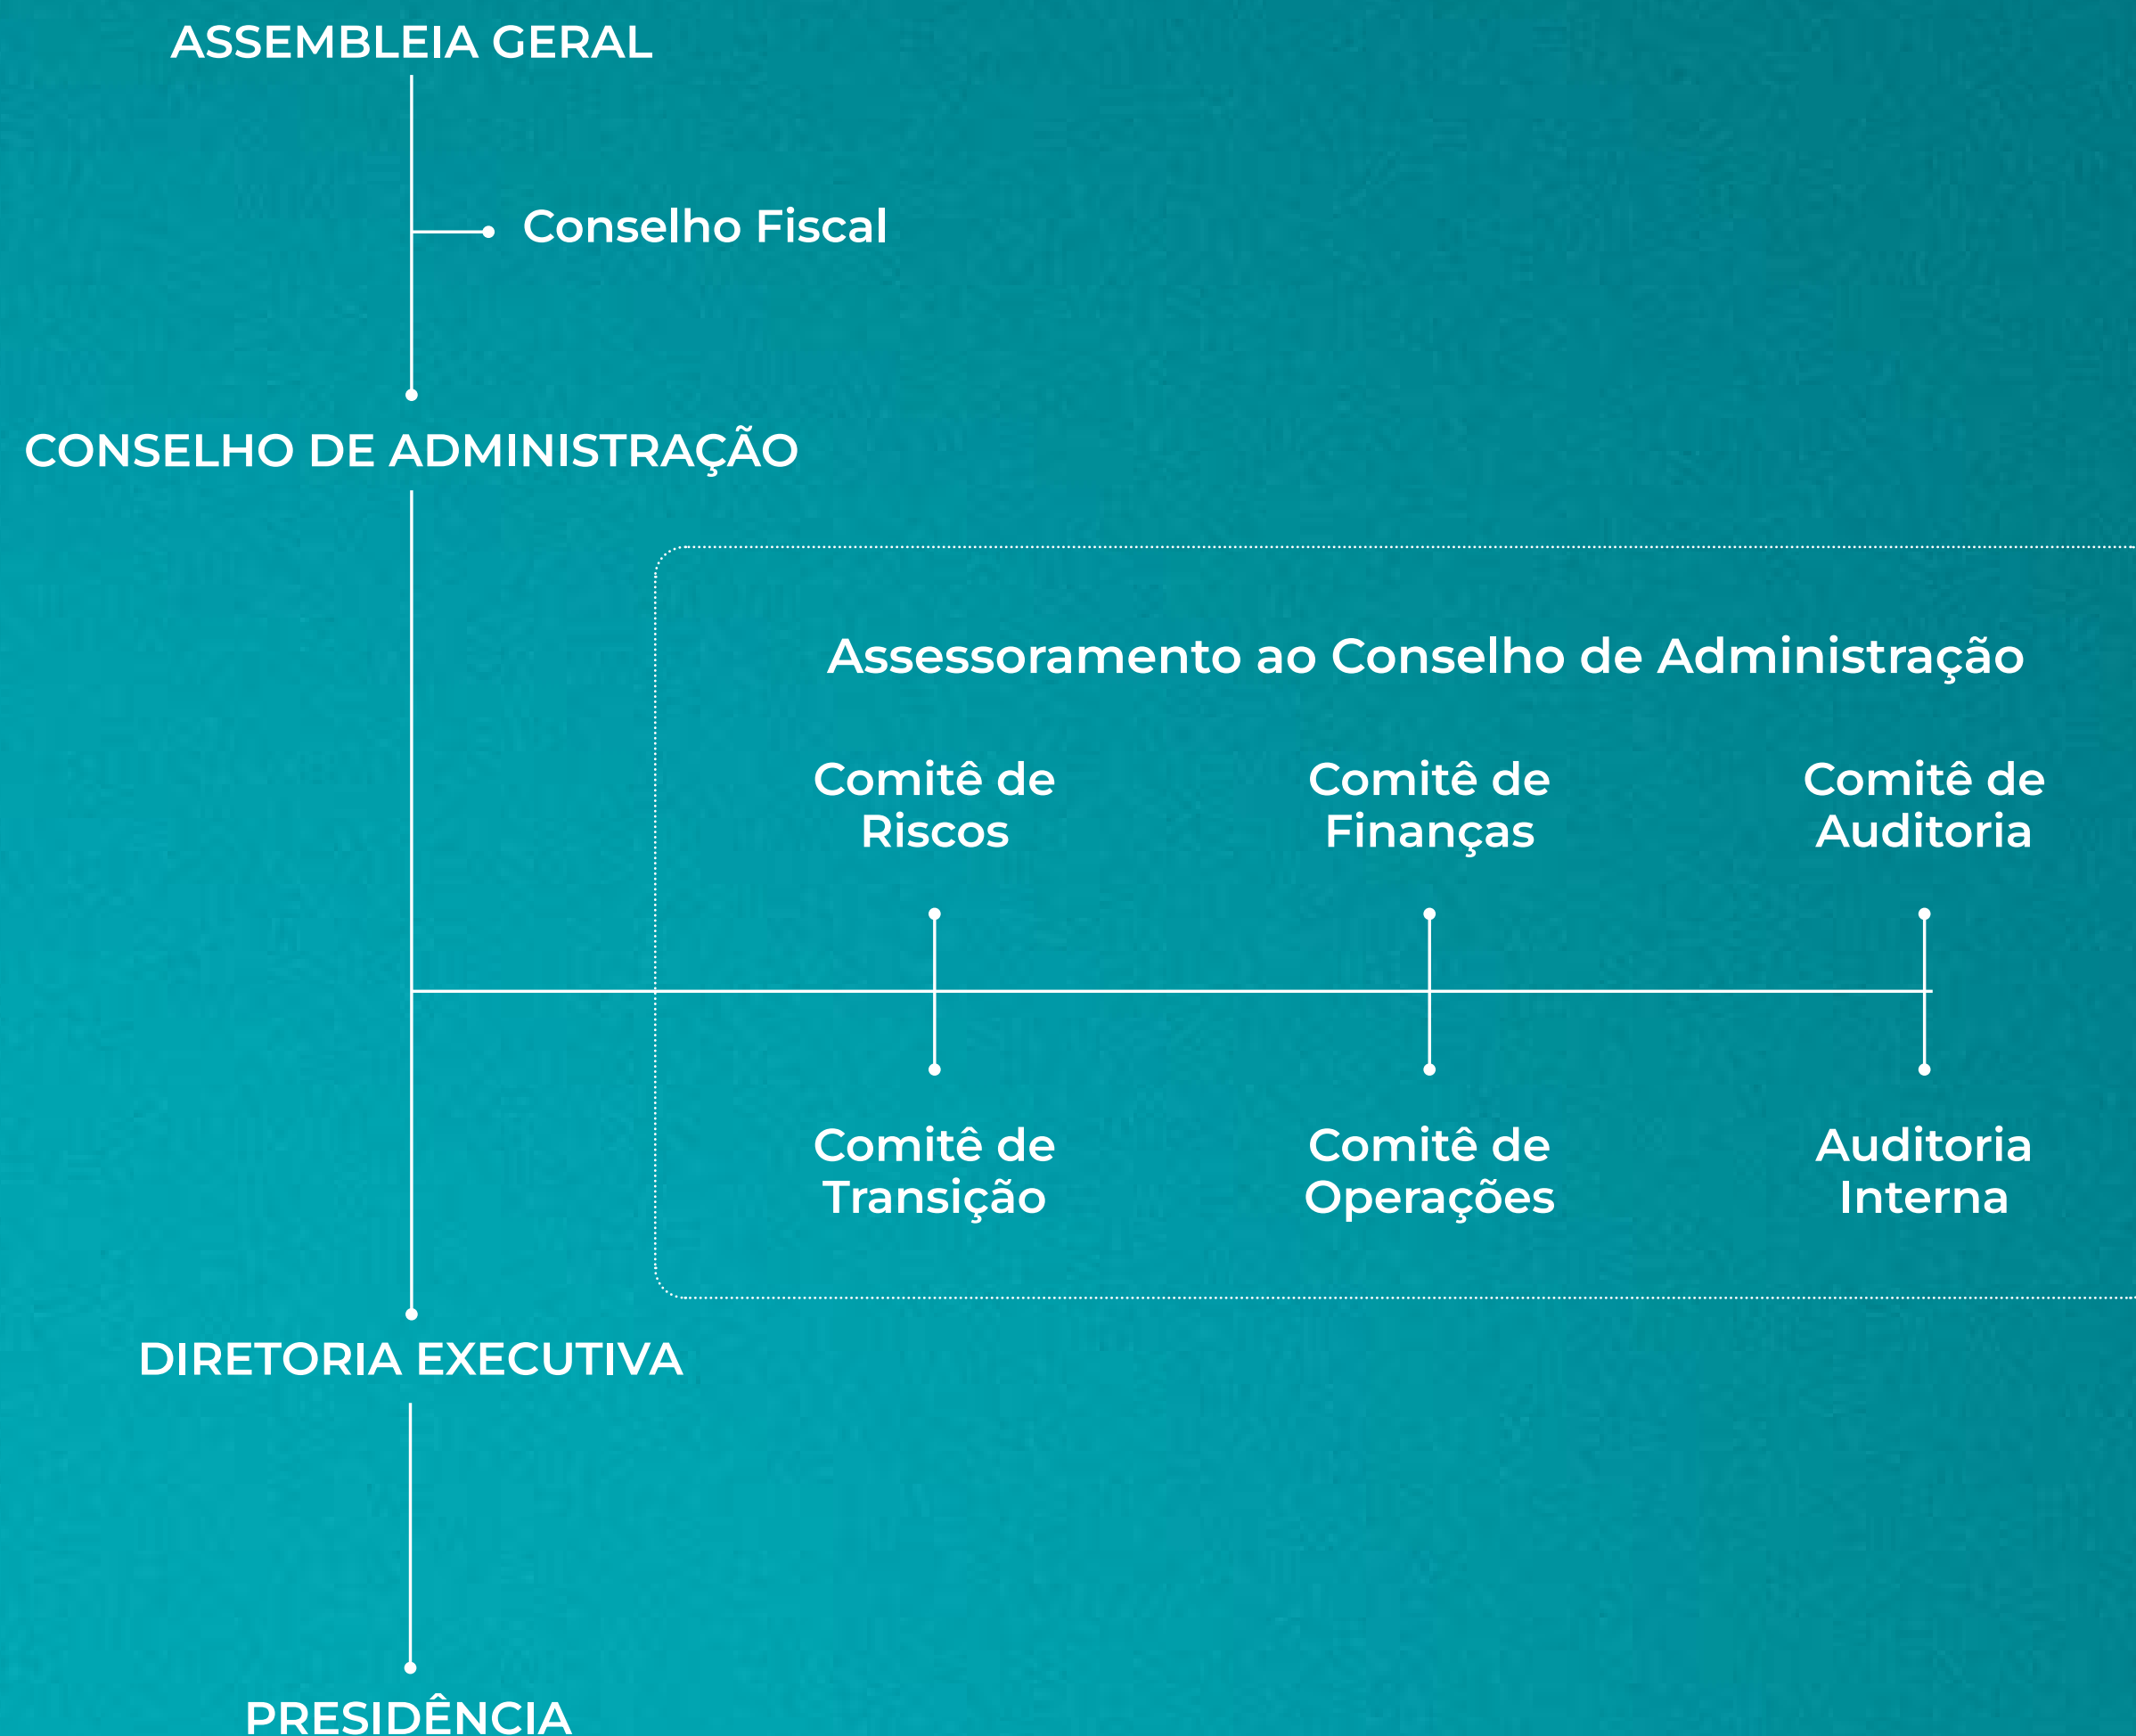 ASSEMBLEIA GERAL
Conselho Fiscal
CONSELHO DE ADMINISTRAÇÃO
Assessoramento ao Conselho de Administração
Comitê de
Riscos
Comitê de
Finanças
Comitê de
Auditoria
Comitê de
Transição
Comitê de
Operações
Auditoria
Interna
DIRETORIA EXECUTIVA
PRESIDÊNCIA